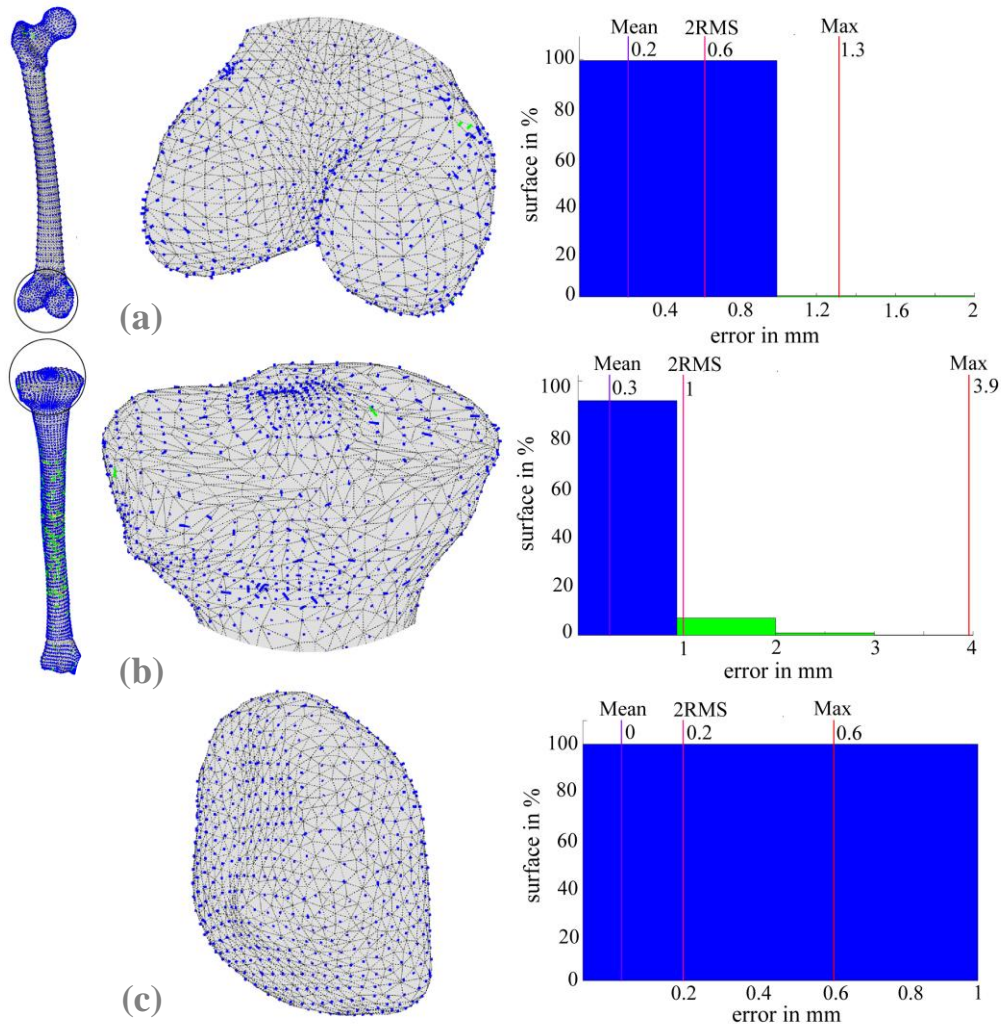 Mean 2RMS Max
0.2 0.6 1.3
100
80
60
40
20
0
surface in %
0.4 0.8 1.2 1.6 2
error in mm
(a)
Mean 2RMS Max
0.3 1 3.9
100
80
60
40
20
0
surface in %
1 2 3 4
error in mm
(b)
Mean 2RMS Max
0 0.2 0.6
100
80
60
40
20
0
surface in %
0.2 0.4 0.6 0.8 1
error in mm
(c)